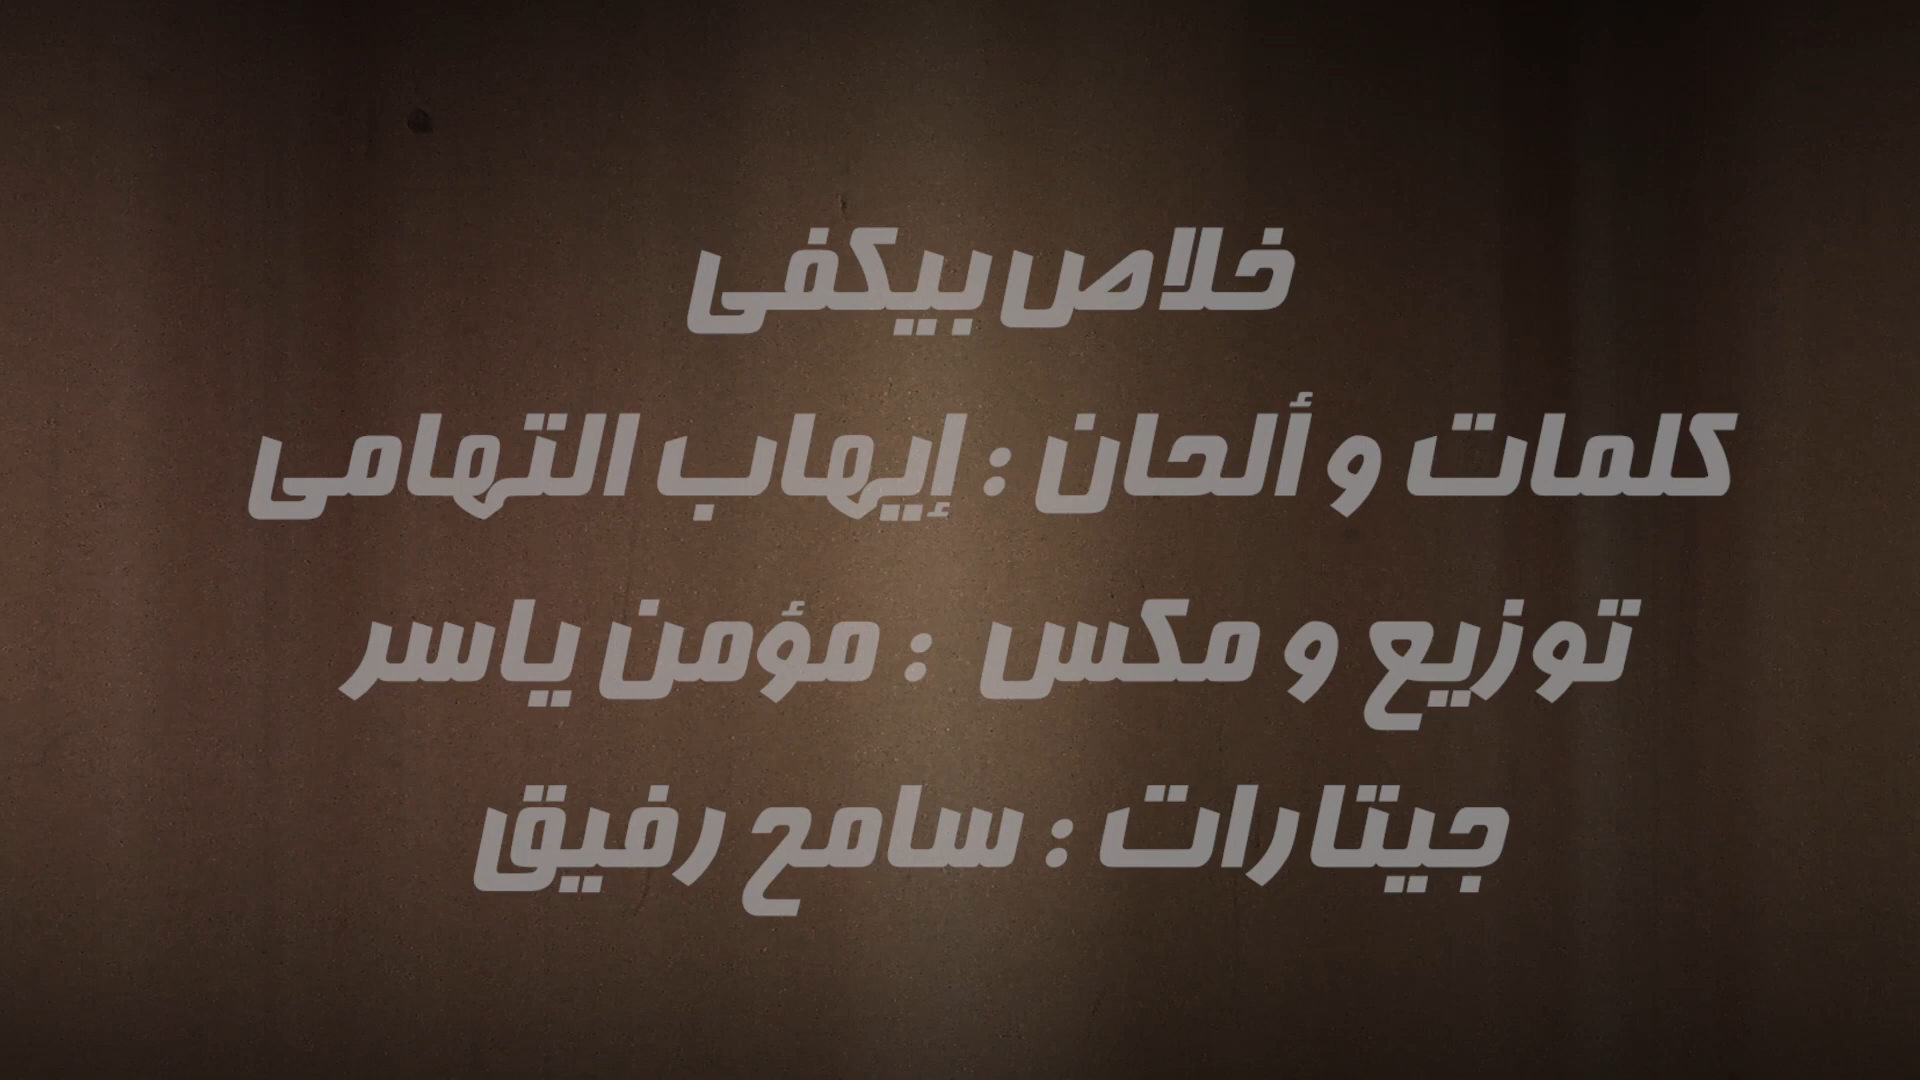 خلاص بيكفى
كلمات و ألحان : إيهاب التهامى
توزيع و مكس : مؤمن ياسر
جيتارات : سامح رفيق